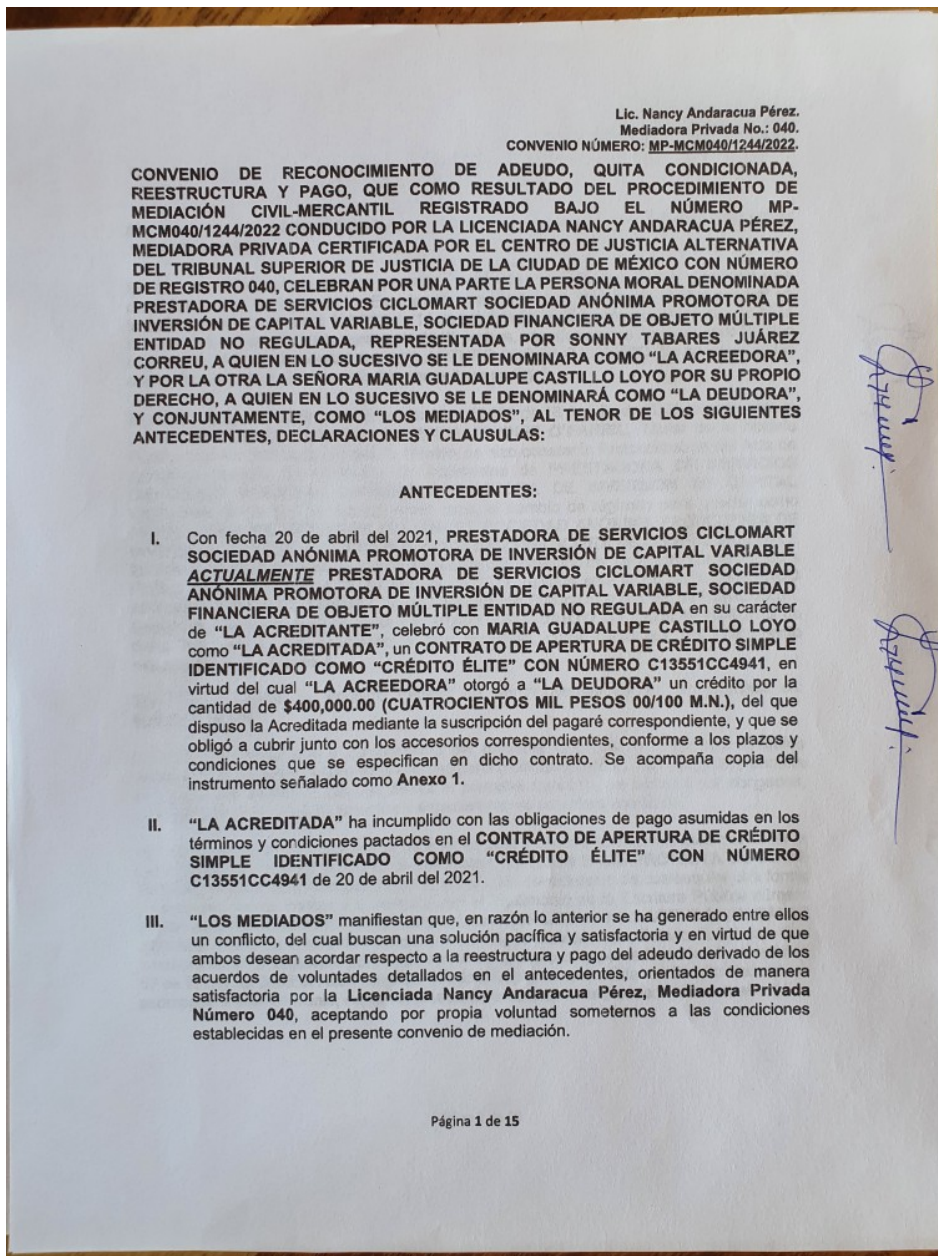 Lic. Nancy Andaracua Pérez.
Mediadora Privada No.: 040.
CONVENIO NÚMERO: MP-MCM040/1244/2022.
CONVENIO DE RECONOCIMIENTO DE ADEUDO, QUITA CONDICIONADA,
REESTRUCTURA Y PAGO, QUE COMO RESULTADO DEL PROCEDIMIENTO DE
MEDIACIÓN CIVIL-MERCANTIL REGISTRADO BAJO EL NÚMERO MP-
MCM040/1244/2022 CONDUCIDO POR LA LICENCIADA NANCY ANDARACUA PÉREZ,
MEDIADORA PRIVADA CERTIFICADA POR EL CENTRO DE JUSTICIA ALTERNATIVA
DEL TRIBUNAL SUPERIOR DE JUSTICIA DE LA CIUDAD DE MÉXICO CON NÚMERO
DE REGISTRO 040, CELEBRAN POR UNA PARTE LA PERSONA MORAL DENOMINADA
PRESTADORA DE SERVICIOS CICLOMART SOCIEDAD ANÓNIMA PROMOTORA DE
INVERSIÓN DE CAPITAL VARIABLE, SOCIEDAD FINANCIERA DE OBJETO MÚLTIPLE
ENTIDAD NO REGULADA, REPRESENTADA POR SONNY TABARES JUÁREZ
CORREU, A QUIEN EN LO SUCESIVO SE LE DENOMINARA COMO “LA ACREEDORA”,
Y POR LA OTRA LA SEÑORA MARIA GUADALUPE CASTILLO LOYO POR SU PROPIO
DERECHO, A QUIEN EN LO SUCESIVO SE LE DENOMINARÁ COMO “LA DEUDORA”,
Y CONJUNTAMENTE, COMO “LOS MEDIADOS”, AL TENOR DE LOS SIGUIENTES
ANTECEDENTES, DECLARACIONES Y CLAUSULAS:
ANTECEDENTES:
I. Con fecha 20 de abril del 2021, PRESTADORA DE SERVICIOS CICLOMART
SOCIEDAD ANÓNIMA PROMOTORA DE INVERSIÓN DE CAPITAL VARIABLE
ACTUALMENTE PRESTADORA DE SERVICIOS CICLOMART SOCIEDAD
ANÓNIMA PROMOTORA DE INVERSIÓN DE CAPITAL VARIABLE, SOCIEDAD
FINANCIERA DE OBJETO MÚLTIPLE ENTIDAD NO REGULADA en su carácter
de “LA ACREDITANTE”, celebró con MARIA GUADALUPE CASTILLO LOYO
como “LA ACREDITADA”, un CONTRATO DE APERTURA DE CRÉDITO SIMPLE
IDENTIFICADO COMO “CRÉDITO ÉLITE” CON NÚMERO C13551CC4941, en
virtud del cual “LA ACREEDORA” otorgó a “LA DEUDORA” un crédito por la
cantidad de $400,000.00 (CUATROCIENTOS MIL PESOS 00/100 M.N.), del que
dispuso la Acreditada mediante la suscripción del pagaré correspondiente, y que se
obligó a cubrir junto con los accesorios correspondientes, conforme a los plazos y
condiciones que se especifican en dicho contrato. Se acompaña copia del
instrumento señalado como Anexo 1.
II. “LA ACREDITADA” ha incumplido con las obligaciones de pago asumidas en los
términos y condiciones pactados en el CONTRATO DE APERTURA DE CRÉDITO
SIMPLE IDENTIFICADO COMO “CRÉDITO ÉLITE” CON NÚMERO
C13551CC4941 de 20 de abril del 2021.
III. “LOS MEDIADOS” manifiestan que, en razón lo anterior se ha generado entre ellos
un conflicto, del cual buscan una solución pacífica y satisfactoria y en virtud de que
ambos desean acordar respecto a la reestructura y pago del adeudo derivado de los
acuerdos de voluntades detallados en el antecedentes, orientados de manera
satisfactoria por la Licenciada Nancy Andaracua Pérez, Mediadora Privada
Número 040, aceptando por propia voluntad someternos a las condiciones
establecidas en el presente convenio de mediación.
Página 1 de 15